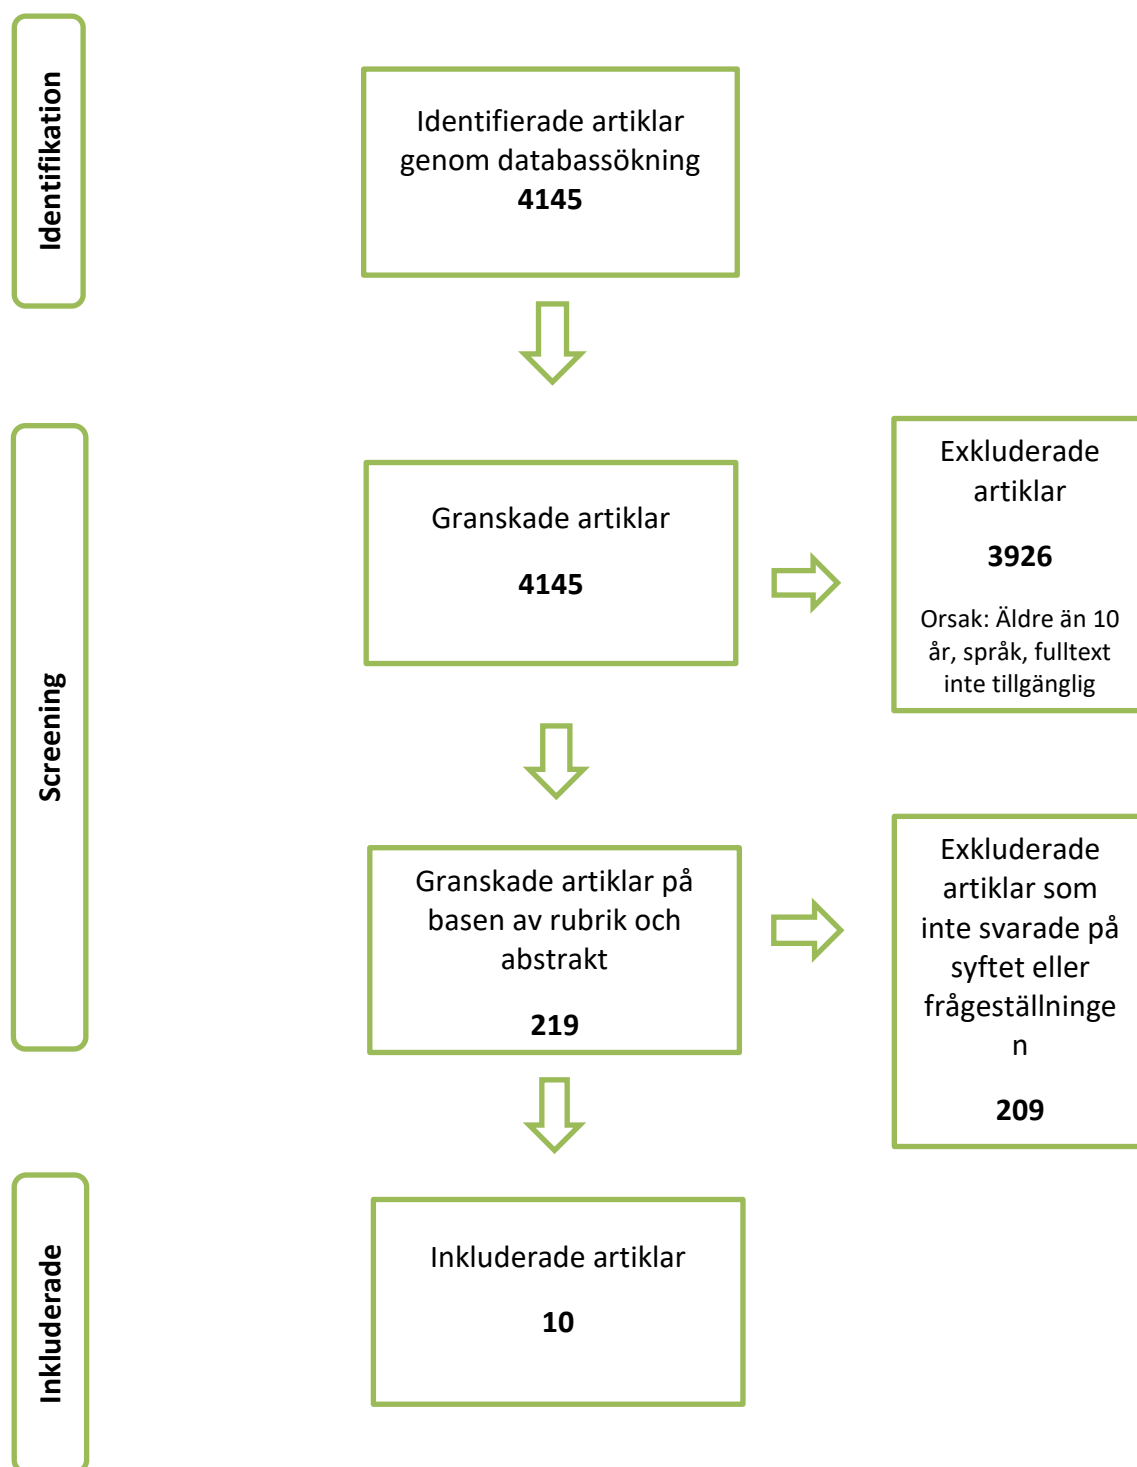 Identifikation
Identifierade artiklar
genom databassökning
4145
Screening
Granskade artiklar
4145
Exkluderade
artiklar
3926
Orsak: Äldre än 10
år, språk, fulltext
inte tillgänglig
Granskade artiklar på
basen av rubrik och
abstrakt
219
Exkluderade
artiklar som
inte svarade på
syftet eller
frågeställninge
n
209
Inkluderade
Inkluderade artiklar
10